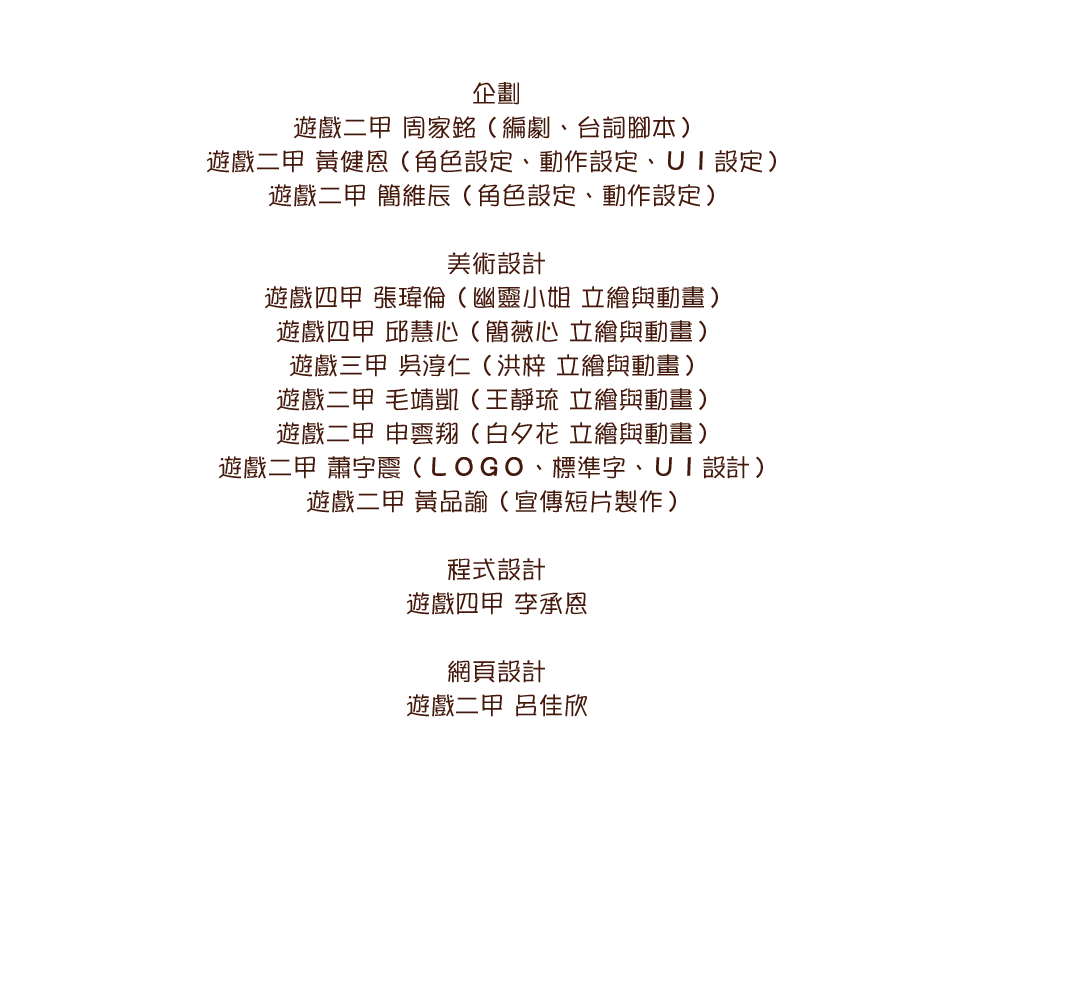 企劃
遊戲二甲 周家銘（編劇、台詞腳本）
遊戲二甲 黃健恩（角色設定、動作設定、ＵＩ設定）
遊戲二甲 簡維辰（角色設定、動作設定）
美術設計
遊戲四甲 張瑋倫（幽靈小姐 立繪與動畫）
遊戲四甲 邱慧心（簡薇心 立繪與動畫）
遊戲三甲 吳淳仁（洪梓 立繪與動畫）
遊戲二甲 毛靖凱（王靜琉 立繪與動畫）
遊戲二甲 申雲翔（白夕花 立繪與動畫）
遊戲二甲 蕭宇震（ＬＯＧＯ、標準字、ＵＩ設計）
遊戲二甲 黃品諭（宣傳短片製作）
程式設計
遊戲四甲 李承恩
網頁設計
遊戲二甲 呂佳欣